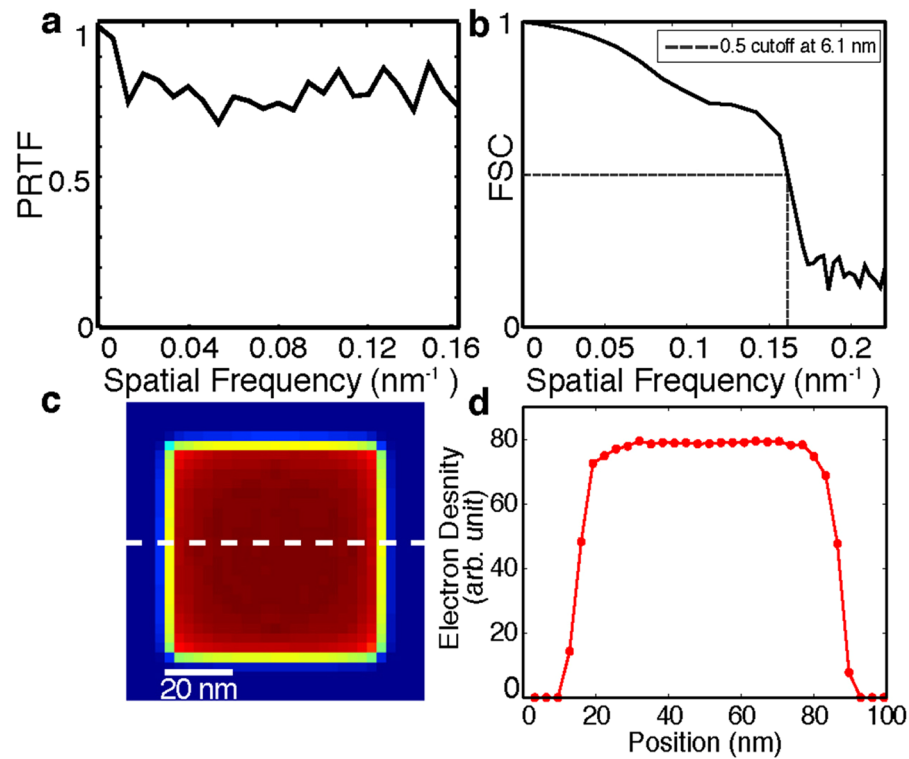 a
1
0.5
0
PRTF
0 0.04 0.08 0.12 0.16
Spatial Frequency (nm-1 )
b
1
0
FSC
0.5 cutoff at 6.1 nm
0 0.05 0.1 0.15 0.2
Spatial Frequency (nm-1 )
c
20 nm
d
80
60
40
20
0
Electron Desnity
(arb. unit)
0 20 40 60 80 100
Position (nm)